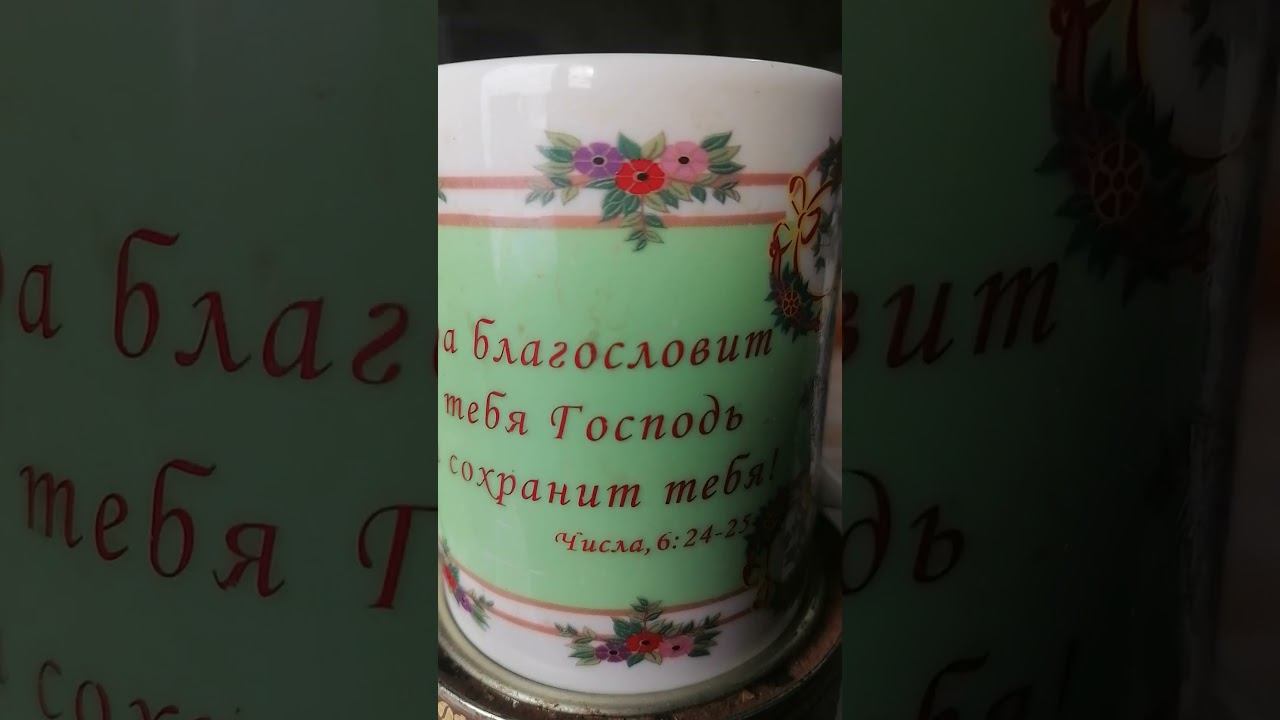 а благословит
тебя Господь
сохранит тебя!
Числа, 6:24-25